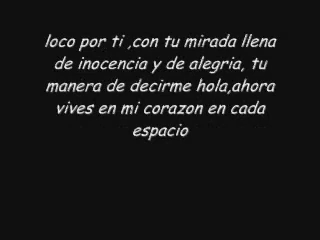 loco por ti ,con tu mirada llena
de inocencia y de alegria, tu
manera de decirme hola,ahora
vives en mi corazon en cada
espacio